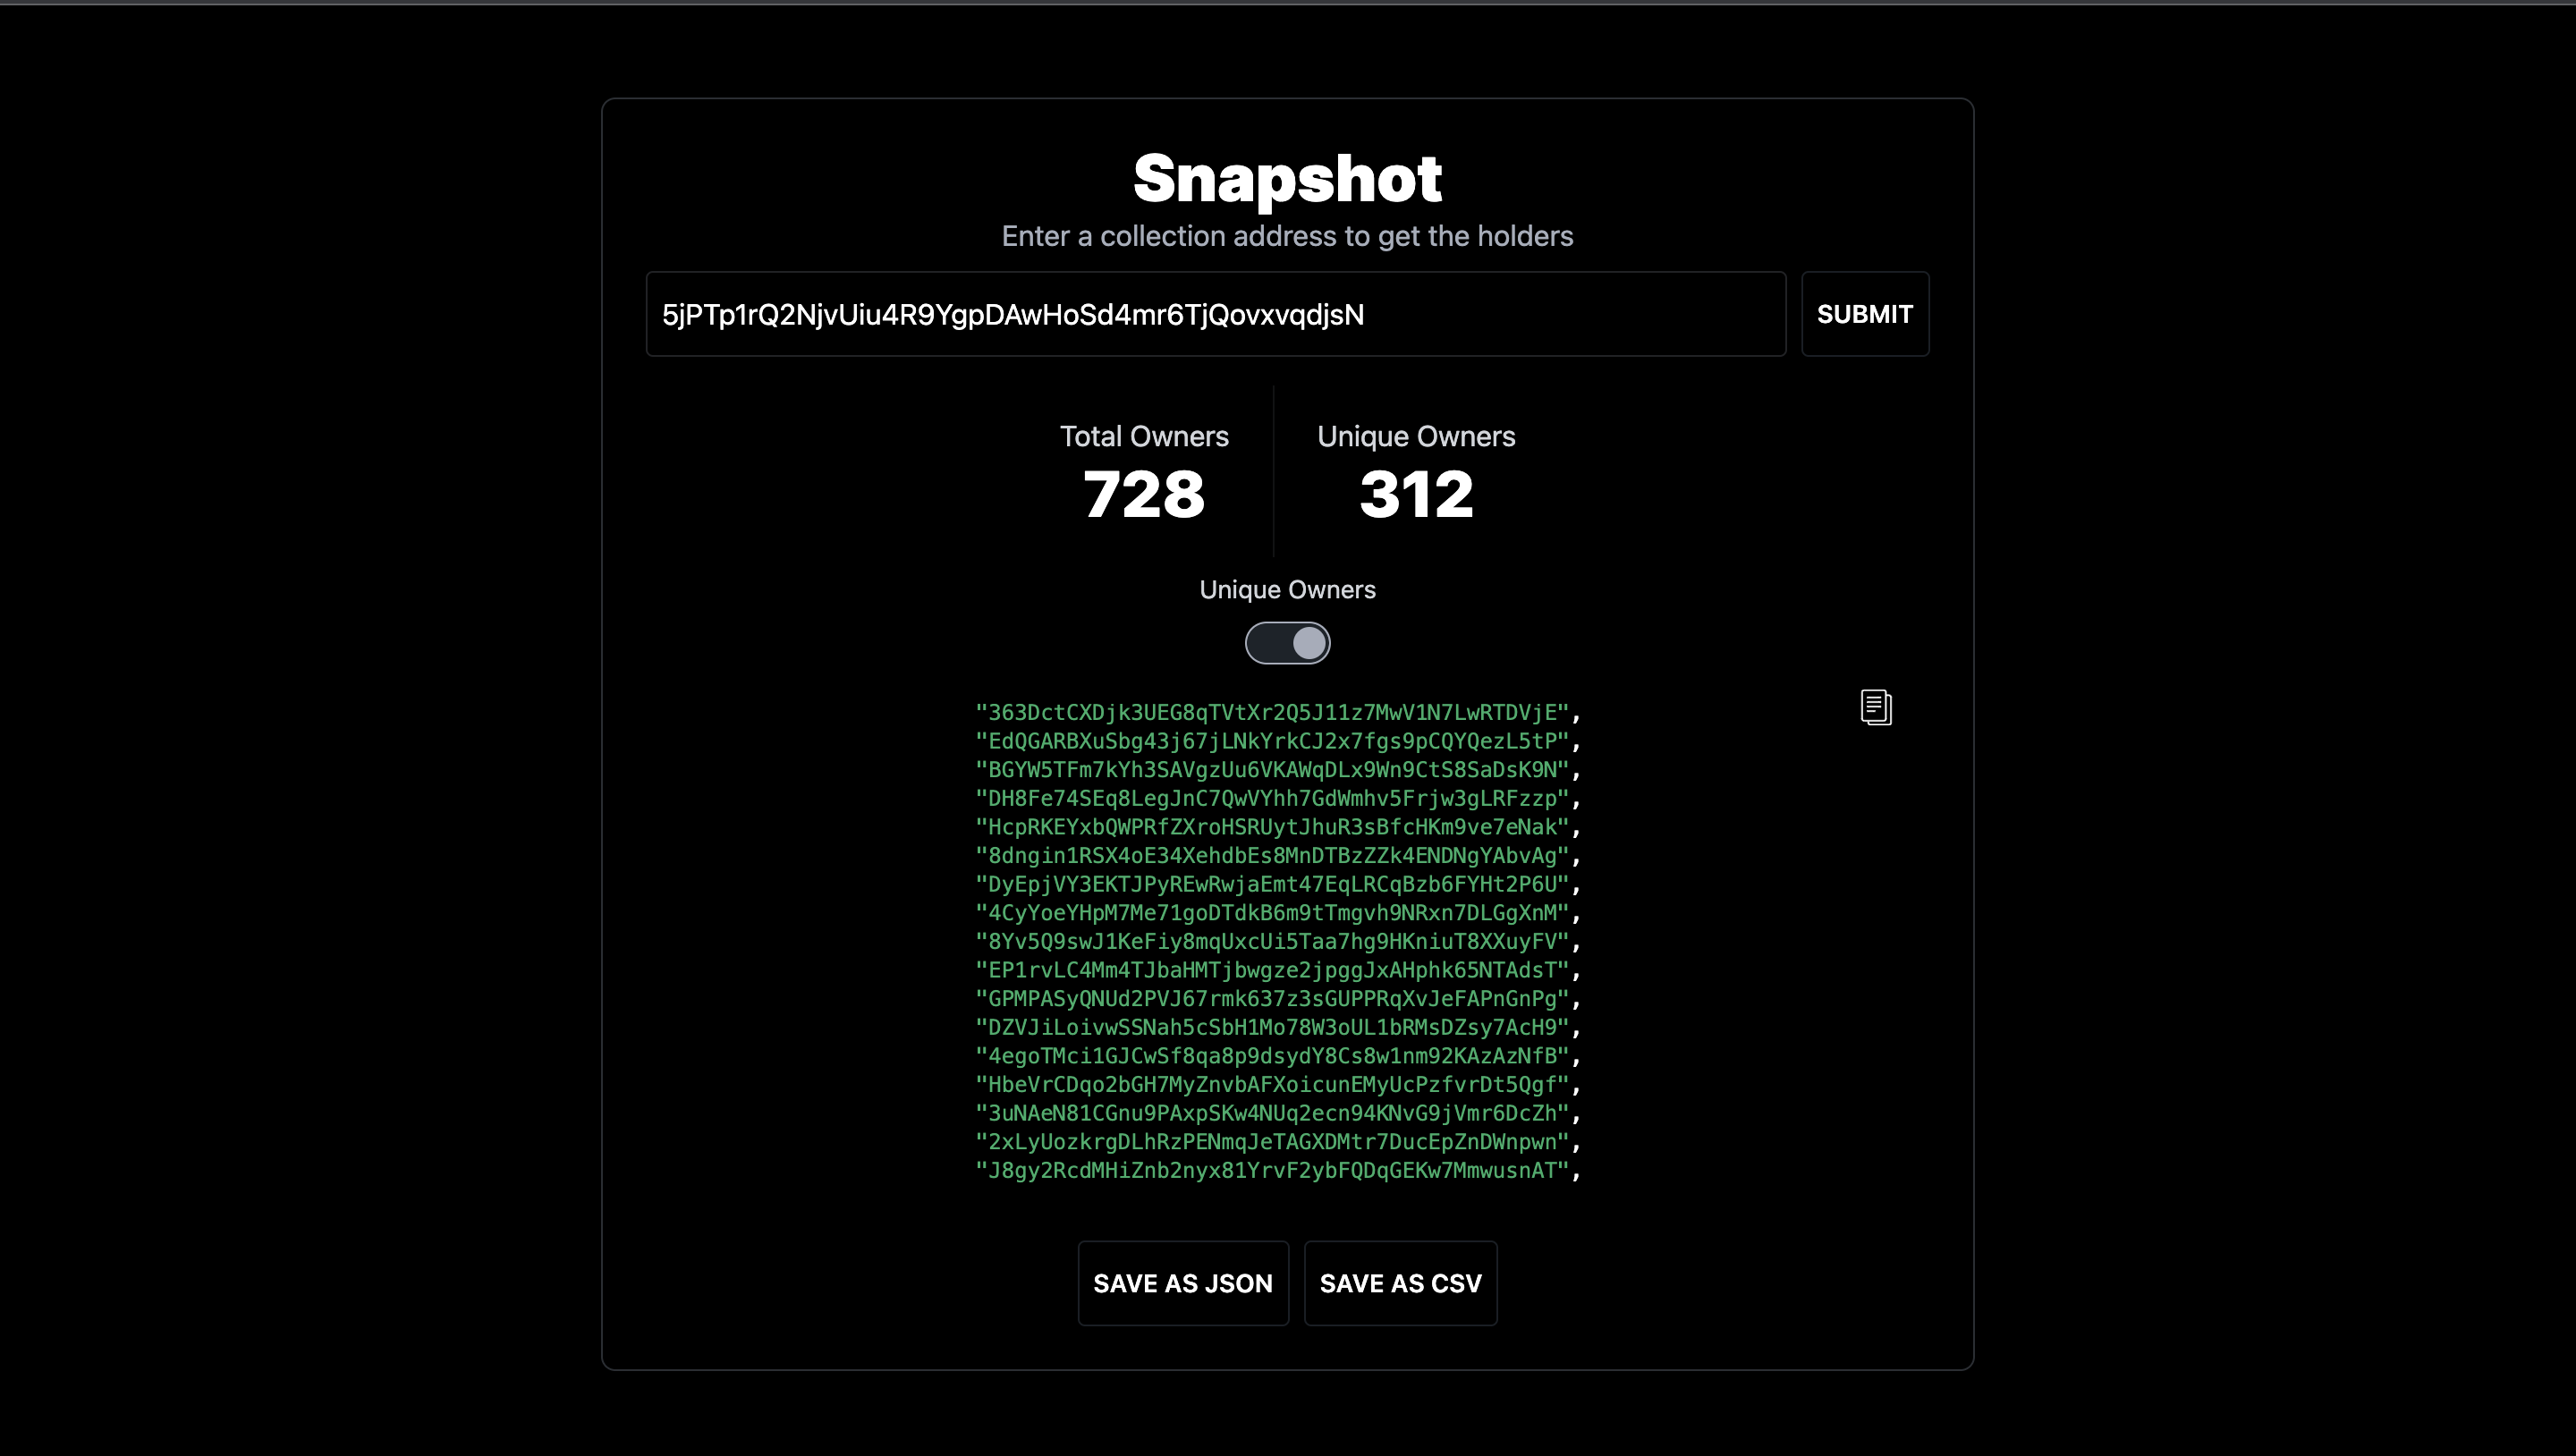 Snapshot
Enter a collection address to get the holders
5jPTp1rQ2NjvUiu4R9YgpDAwHoSd4mr6TjQovxvqdjsN
SUBMIT
Total Owners
Unique Owners
728
312
Unique Owners
"363DctCXDjk3UEG8qTVtXr2Q5J11z7MwV1N7LwRTDVjE",
"EdQGARBXuSbg43j67jLNkYrkCJ2x7fgs9pCQYQezL5tP",
"BGYW5TFm7kYh3SAVgzUu6VKAWqDLx9Wn9CtS8SaDsK9N",
"DH8Fe74SEq8LegJnC7QwVYhh7GdWmhv5Frjw3gLRFzzp",
"HcpRKEYxbQWPRfZXroHSRUytJhuR3sBfcHKm9ve7eNak",
"8dngin1RSX4oE34XehdbEs8MnDTBzZZk4ENDNgYAbvAg",
"DyEpjVY3EKTJPyREwRwjaEmt47EqLRCqBzb6FYHt2P6U",
"4CyYoeYHpM7Me71goDTdkB6m9tTmgvh9NRxn7DLGgXnM",
"8Yv5Q9swJ1KeFiy8mqUxcUi5Taa7hg9HKniuT8XXuyFV",
"EP1rvLC4Mm4TJbaHMTjbwgze2jpggJxAHphk65NTAdsT",
"GPMPASyQNUd2PVJ67rmk637z3sGUPPRqXvJeFAPnGnPg",
"DZVJiLoivwSSNah5cSbH1Mo78W3oUL1bRMsDZsy7AcH9",
"4egoTMci1GJCwSf8qa8p9dsydY8Cs8w1nm92KAzAzNfB",
"HbeVrCDqo2bGH7MyZnvbAFXoicunEMyUcPzfvrDt5Qgf",
"3uNAeN81CGnu9PAxpSKw4NUq2ecn94KNvG9jVmr6DcZh",
"2xLyUozkrgDLhRzPENmqJeTAGXDMtr7DucEpZnDWnpwn",
"J8gy2RcdMHiZnb2nyx81YrvF2ybFQDqGEKw7MmwusnAT",
SAVE AS JSON
SAVE AS CSV